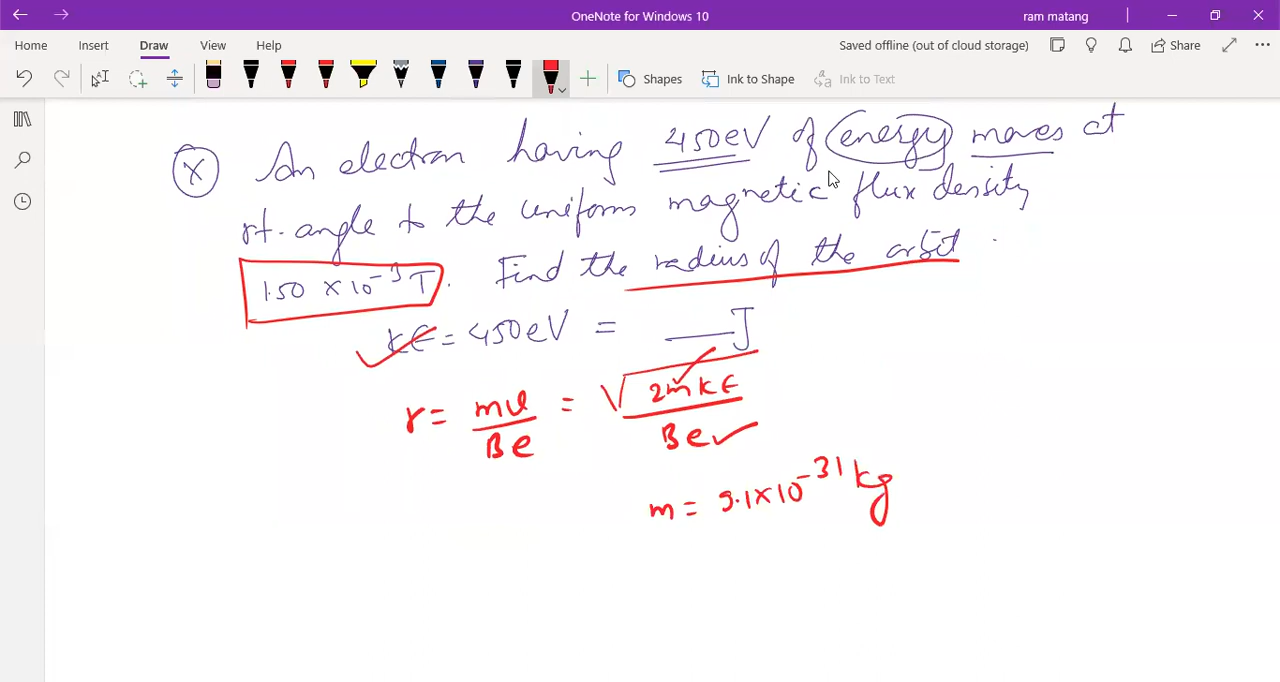 OneNote for Windows 10
ram matang
Home Insert Draw View Help
Saved offline (out of cloud storage)
Share
Shapes
Ink to Shape
Ink to Text
X An electron having 450eV of energy moves at
rt. angle to the uniform magnetic flux density
1.50 × 10⁻³ T. Find the radius of the orbit.
KE = 450eV = ___ J
r = mv/Be = √2mKE/Be
m = 9.1×10⁻³¹ kg